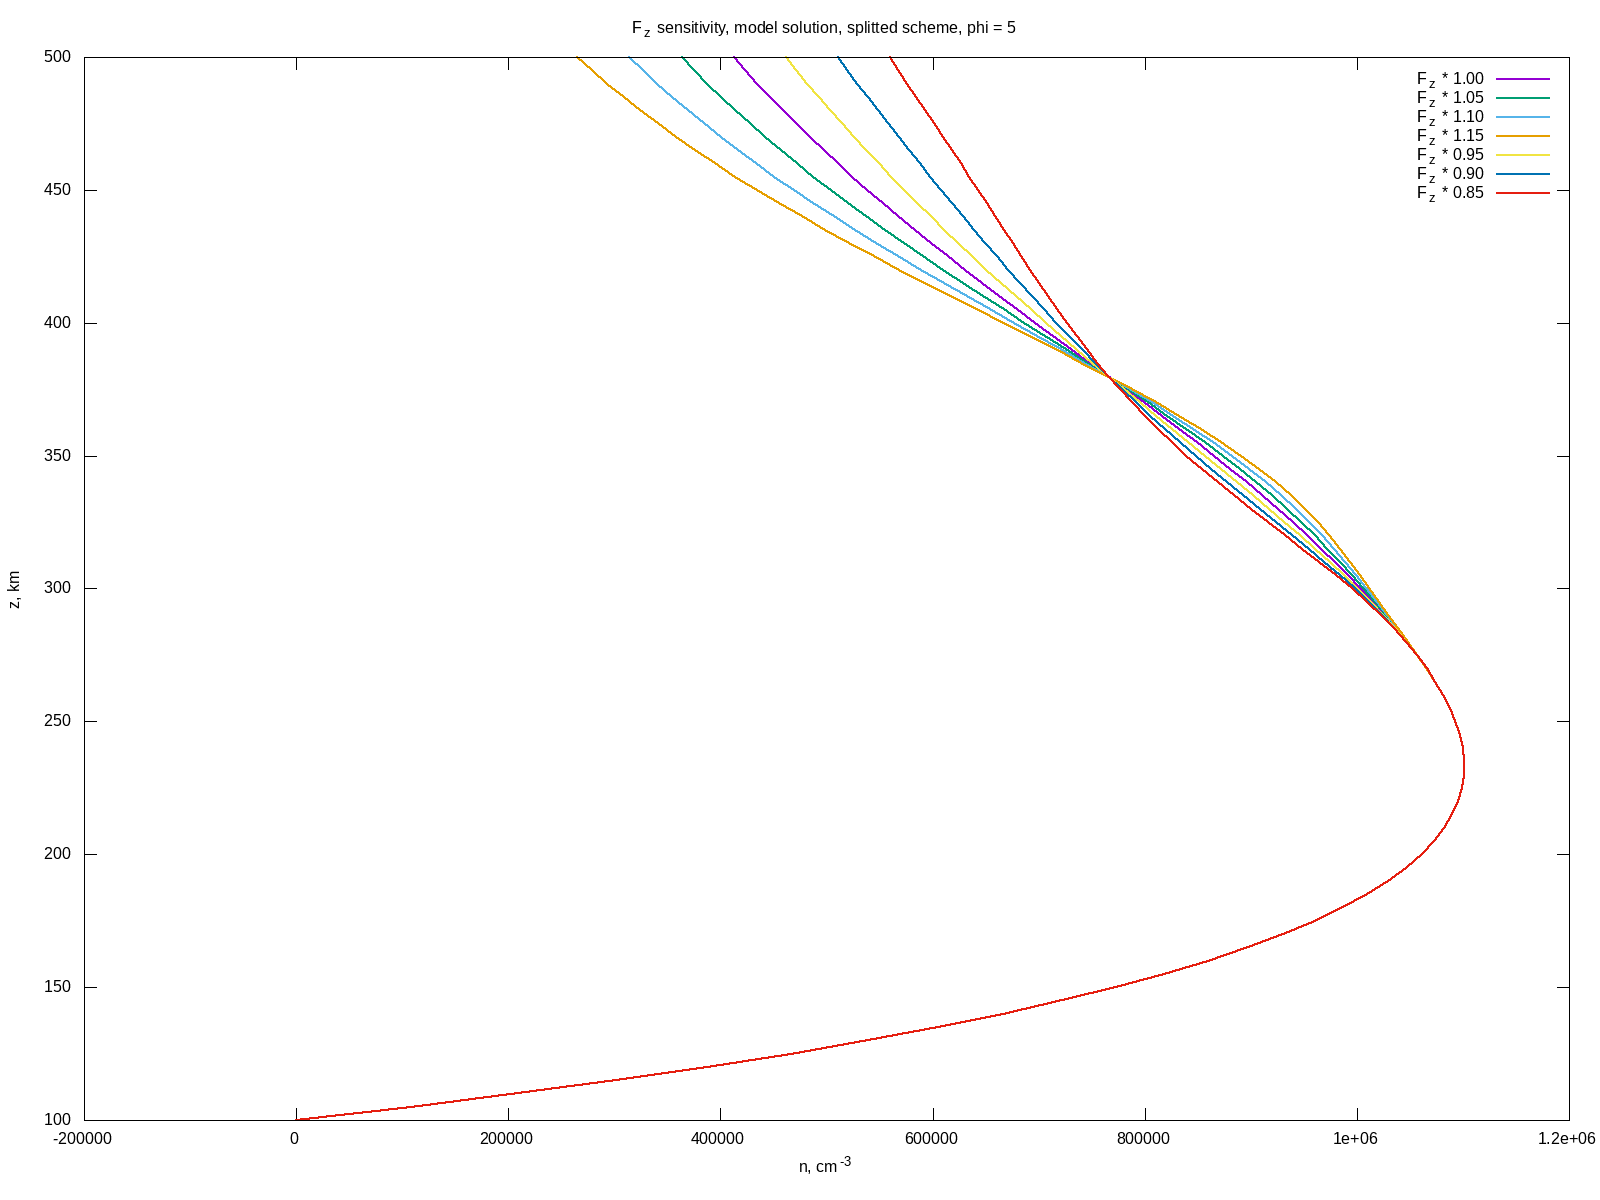 F z sensitivity, model solution, splitted scheme, phi = 5
500
450
400
350
300
250
200
150
100
z, km
F z * 1.00
F z * 1.05
F z * 1.10
F z * 1.15
F z * 0.95
F z * 0.90
F z * 0.85
-200000 0 200000 400000 600000 800000 1e+06 1.2e+06
n, cm-3